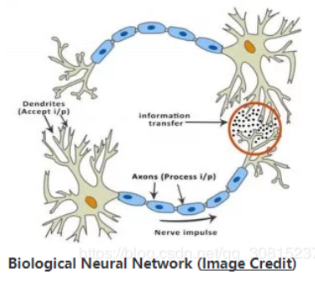 Dendrites
(Accept i/p)
information
transfer
Axons (Process i/p)
Nerve impulse
Biological Neural Network (Image Credit)